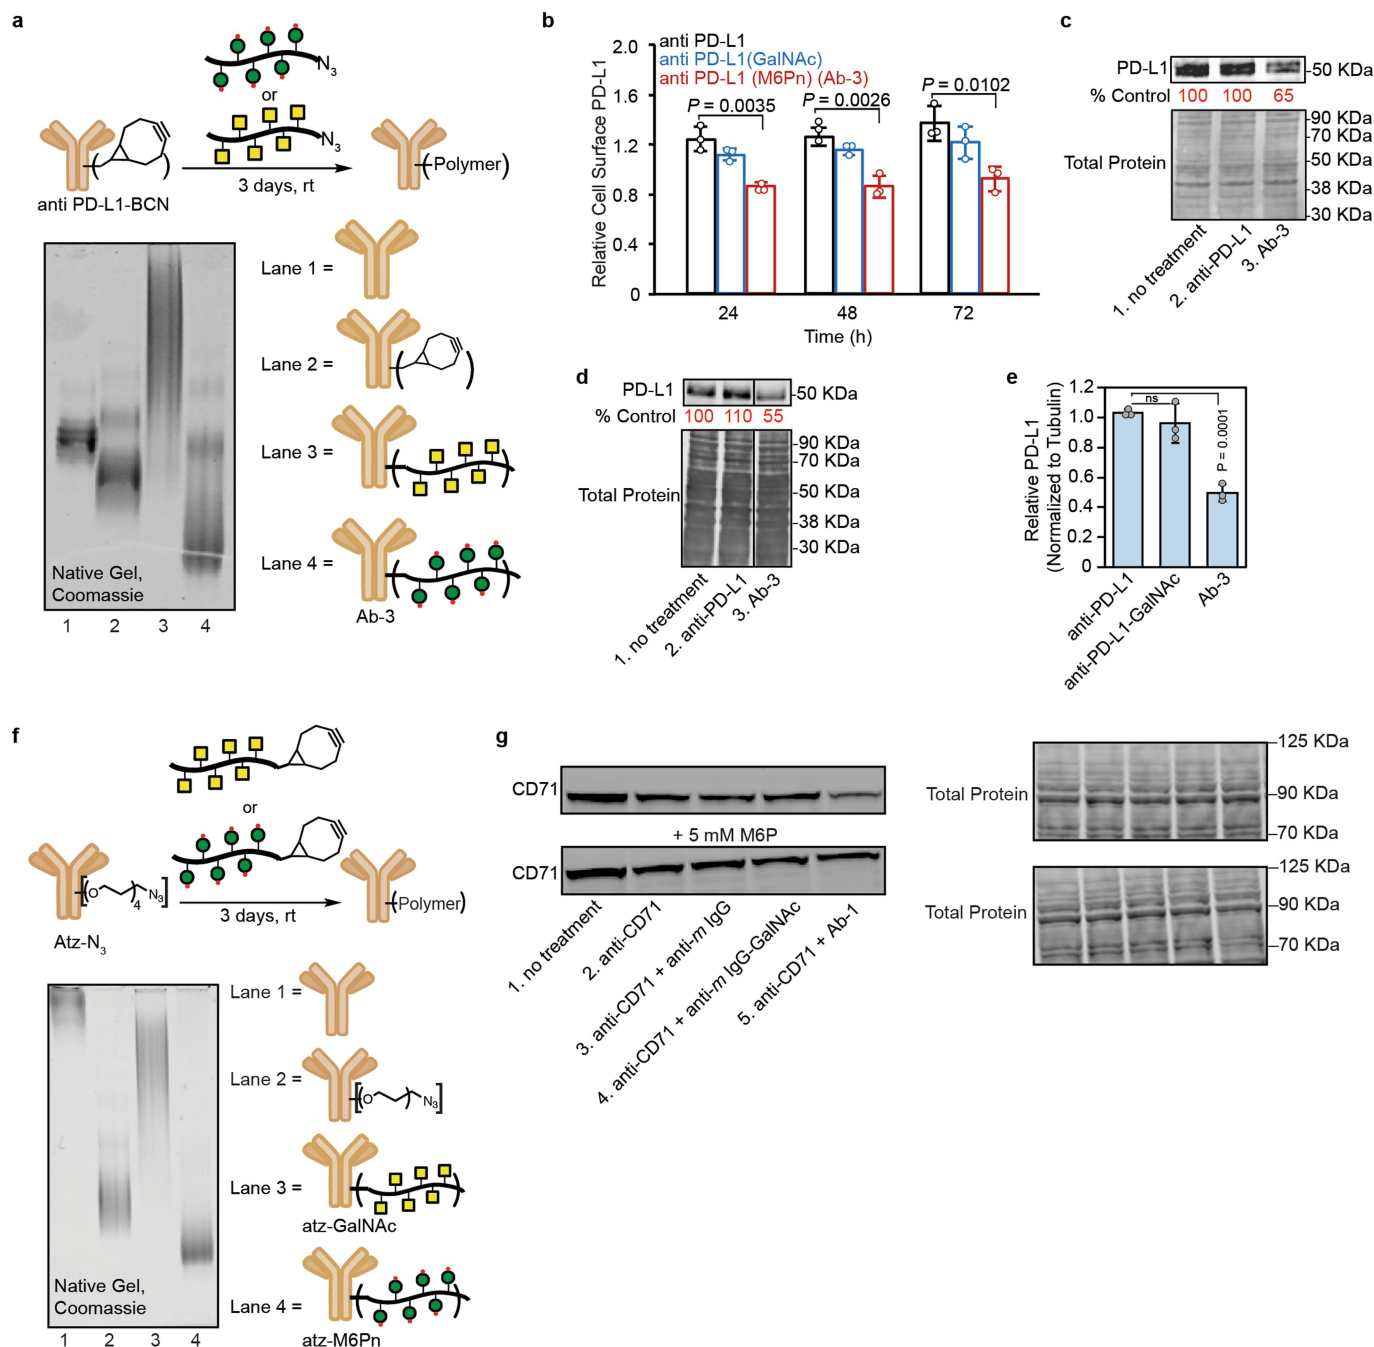 a
N3
or
N3
3 days, rt
anti PD-L1-BCN
(Polymer)
Lane 1 =
Lane 2 =
Lane 3 =
Lane 4 =
Ab-3
Native Gel,
Coomassie
1 2 3 4
b
anti PD-L1
anti PD-L1(GalNAc)
anti PD-L1 (M6Pn) (Ab-3)
P = 0.0035
P = 0.0026
P = 0.0102
Relative Cell Surface PD-L1
2.0
1.6
1.2
0.8
0.4
0
24 48 72
Time (h)
c
PD-L1
50 KDa
% Control 100 100 65
Total Protein
90 KDa
70 KDa
50 KDa
38 KDa
30 KDa
1. no treatment
2. anti-PD-L1
3. Ab-3
d
PD-L1
50 KDa
% Control 100 110 55
Total Protein
90 KDa
70 KDa
50 KDa
38 KDa
30 KDa
1. no treatment
2. anti-PD-L1
3. Ab-3
e
Relative PD-L1
(Normalized to Tubulin)
1.2
1.0
0.8
0.6
0.4
0.2
0
ns
P = 0.0001
anti-PD-L1
anti-PD-L1-GalNAc
Ab-3
f
or
Atz-N3
(O 4 N3)
3 days, rt
(Polymer)
Lane 1 =
Lane 2 =
(O N3)
Lane 3 =
atz-GalNAc
Lane 4 =
atz-M6Pn
Native Gel,
Coomassie
1 2 3 4
g
CD71
+ 5 mM M6P
CD71
1. no treatment
2. anti-CD71
3. anti-CD71 + anti-m IgG
4. anti-CD71 + anti-m IgG-GalNAc
5. anti-CD71 + Ab-1
Total Protein
125 KDa
90 KDa
70 KDa
Total Protein
125 KDa
90 KDa
70 KDa